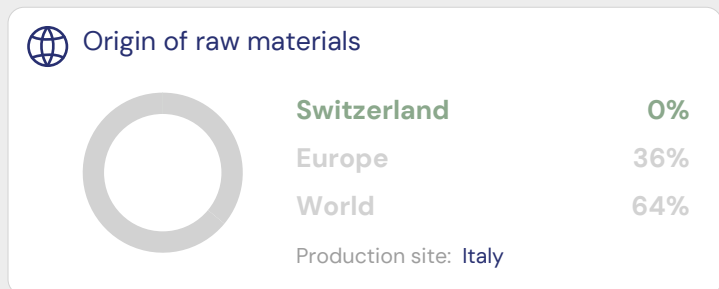 Origin of raw materials
Switzerland 0%
Europe 36%
World 64%
Production site: Italy